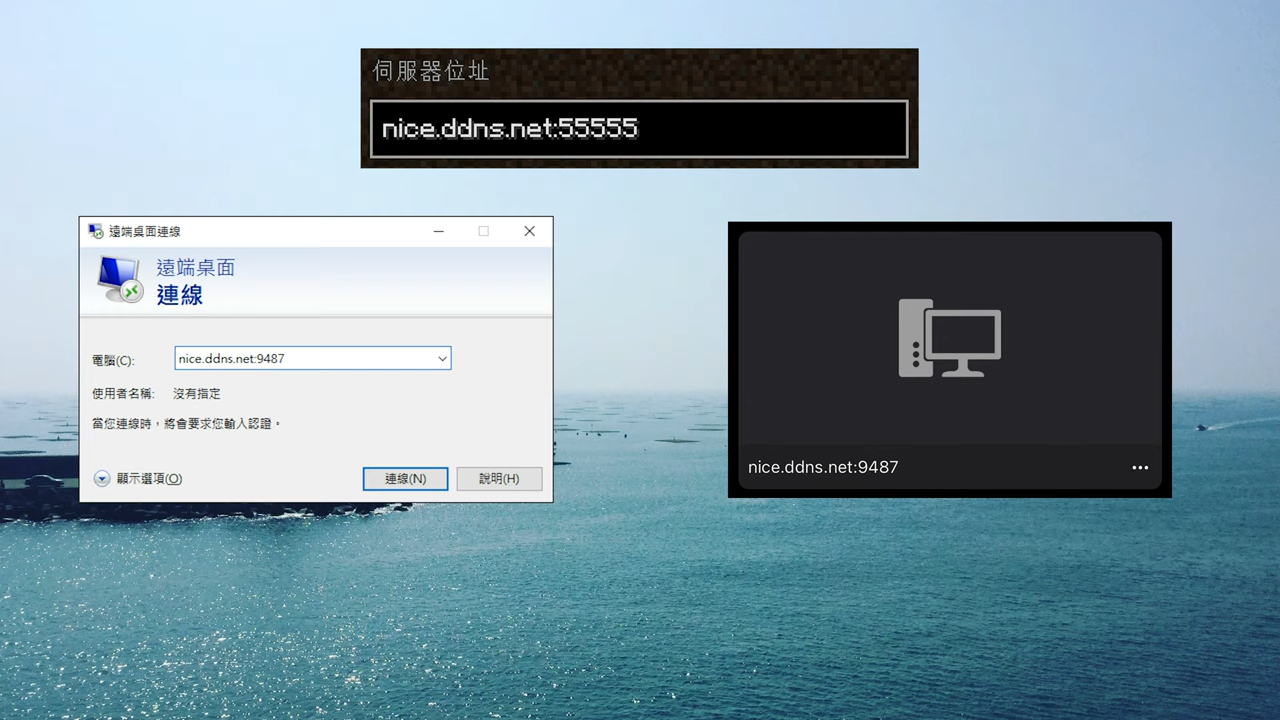 伺服器位址
nice.ddns.net:55555
遠端桌面連線
遠端桌面
連線
電腦(C):
nice.ddns.net:9487
使用者名稱:
沒有指定
當您連線時，將會要求您輸入認證。
顯示選項(O)
連線(N)
說明(H)
nice.ddns.net:9487